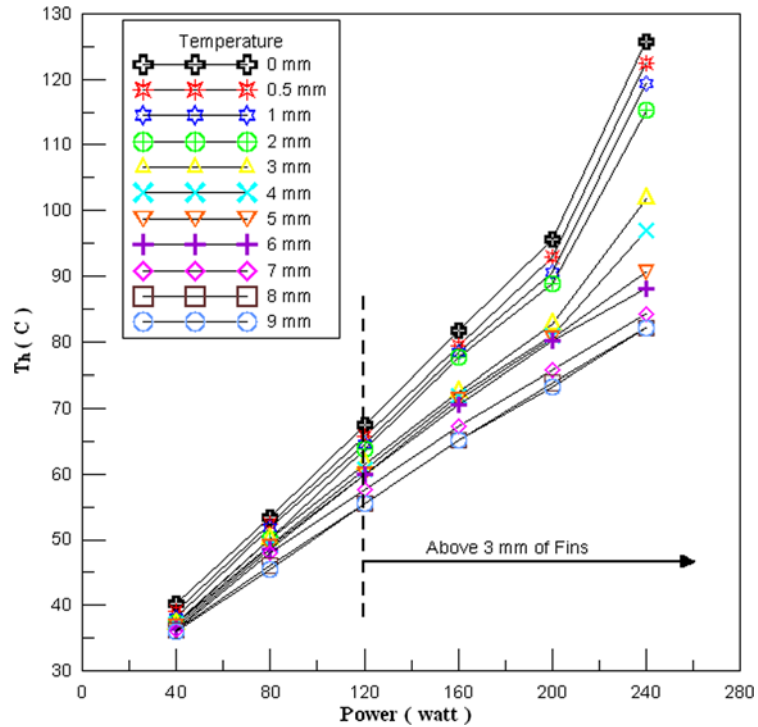 130
120
110
100
90
80
70
60
50
40
30
T h ( C )
Temperature
0 mm
0.5 mm
1 mm
2 mm
3 mm
4 mm
5 mm
6 mm
7 mm
8 mm
9 mm
Above 3 mm of Fins
0 40 80 120 160 200 240 280
Power ( watt )